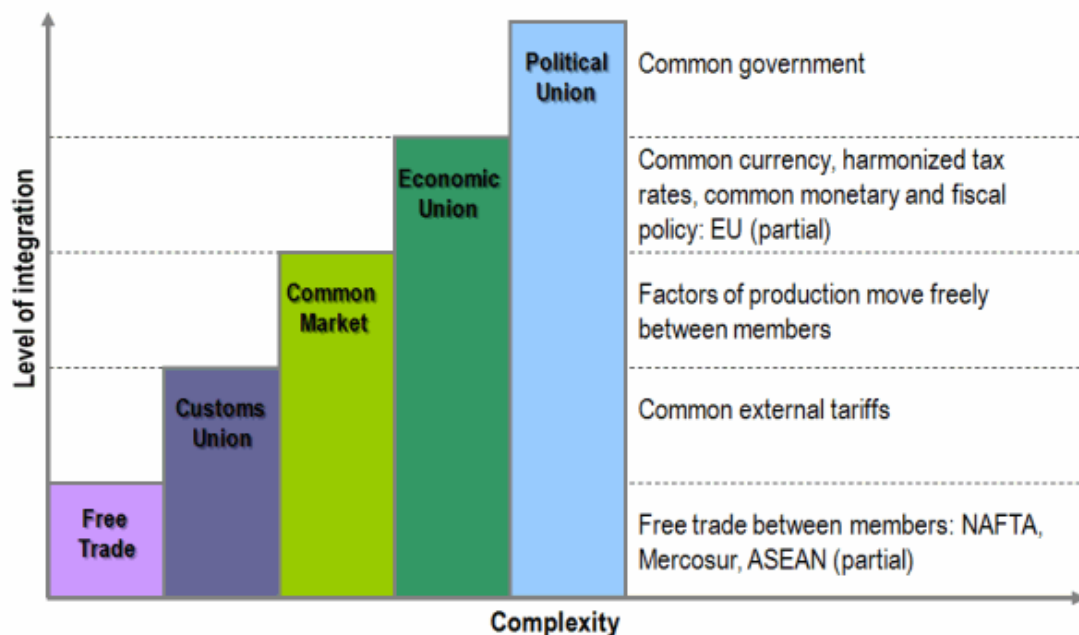 Level of integration
Political
Union
Common government
Economic
Union
Common currency, harmonized tax
rates, common monetary and fiscal
policy: EU (partial)
Common
Market
Factors of production move freely
between members
Customs
Union
Common external tariffs
Free
Trade
Free trade between members: NAFTA,
Mercosur, ASEAN (partial)
Complexity